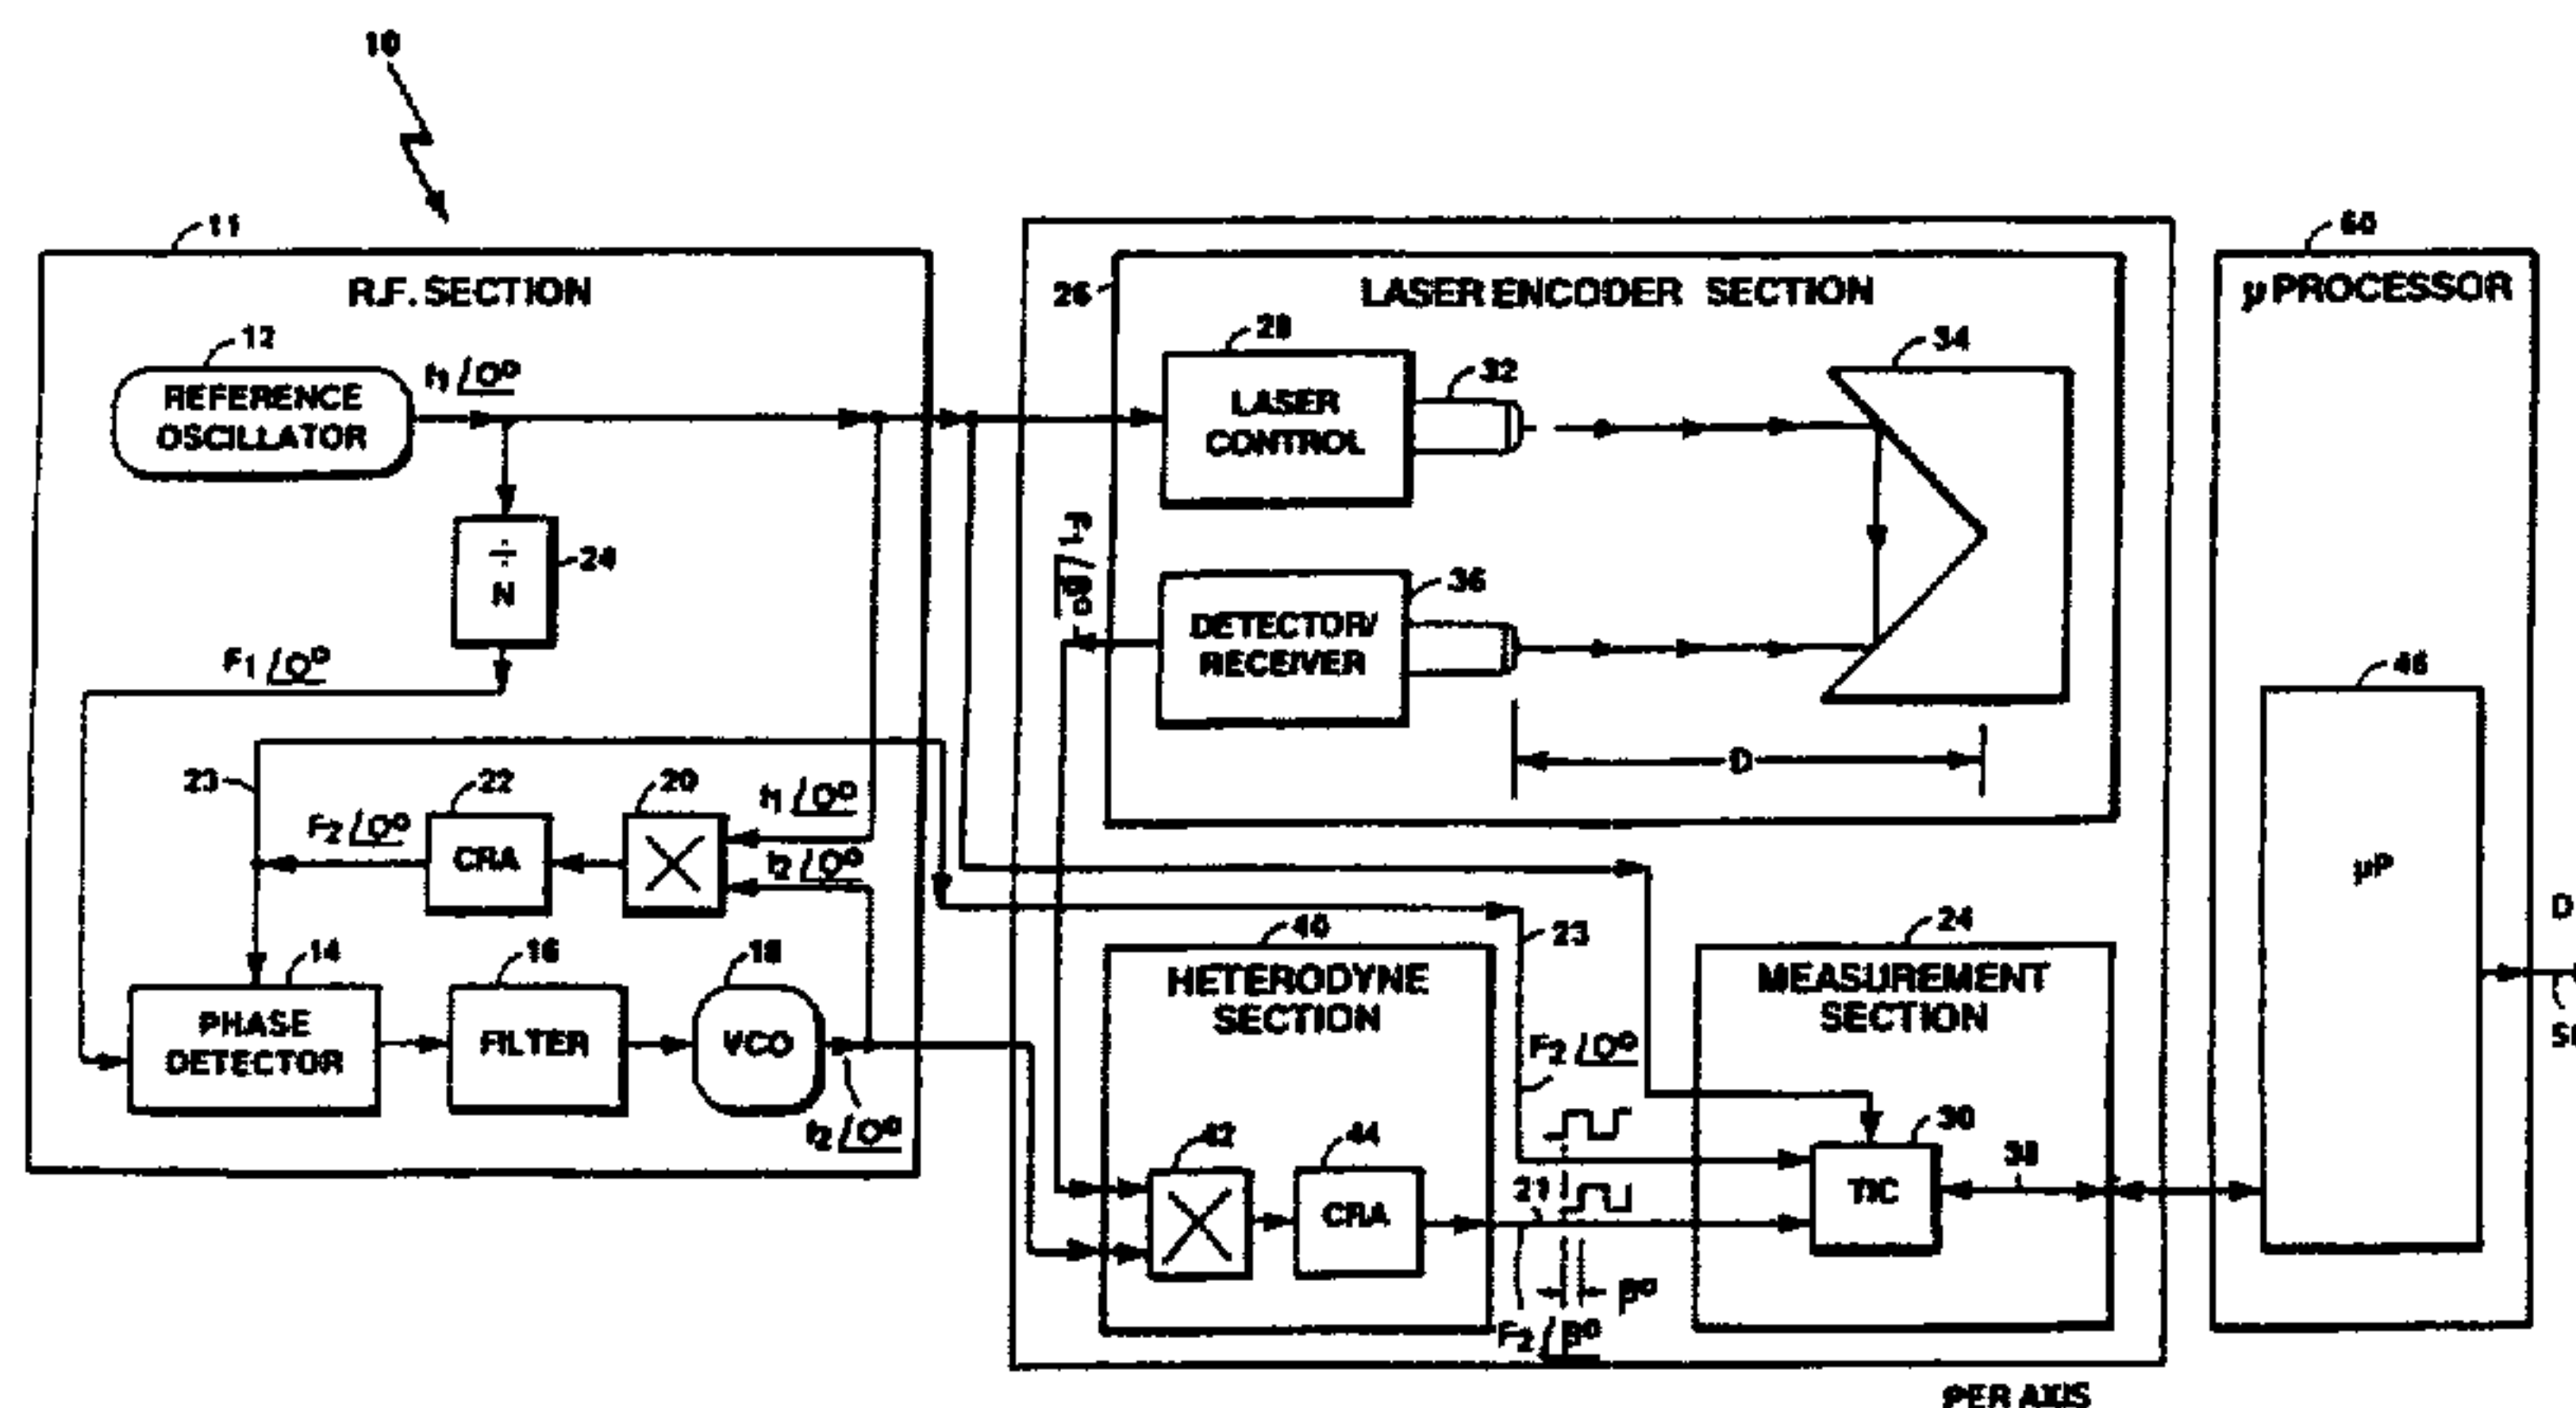 10
11
R.F. SECTION
12
REFERENCE
OSCILLATOR
f1 /0°
÷
N
24
F1 /0°
23
22
20
F2 /0°
CRA
f1 /0°
f2 /0°
14
16
18
PHASE
DETECTOR
FILTER
VCO
f2 /0°
26
LASER ENCODER SECTION
28
LASER
CONTROL
32
34
f1 /β°
DETECTOR/
RECEIVER
36
D
40
HETERODYNE
SECTION
42
44
CRA
23
F2 /0°
21
β°
F2 /β°
24
MEASUREMENT
SECTION
30
TIC
38
PER AXIS
60
µ PROCESSOR
46
µP
D